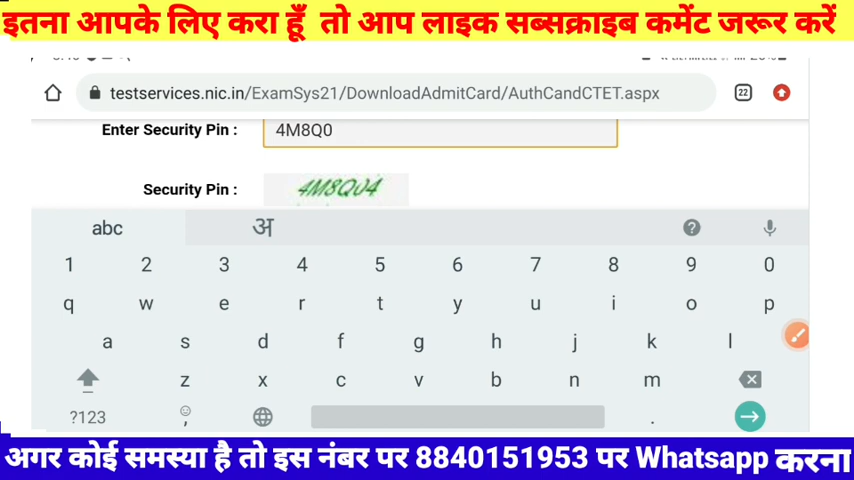 इतना आपके लिए करा हूँ तो आप लाइक सब्सक्राइब कमेंट जरूर करें
testservices.nic.in/ExamSys21/DownloadAdmitCard/AuthCandCTET.aspx
22
Enter Security Pin :
4M8Q0
Security Pin :
4M8QU4
abc
अ
1 2 3 4 5 6 7 8 9 0
q w e r t y u i o p
a s d f g h j k l
z x c v b n m
?123 , .
अगर कोई समस्या है तो इस नंबर पर 8840151953 पर Whatsapp करना